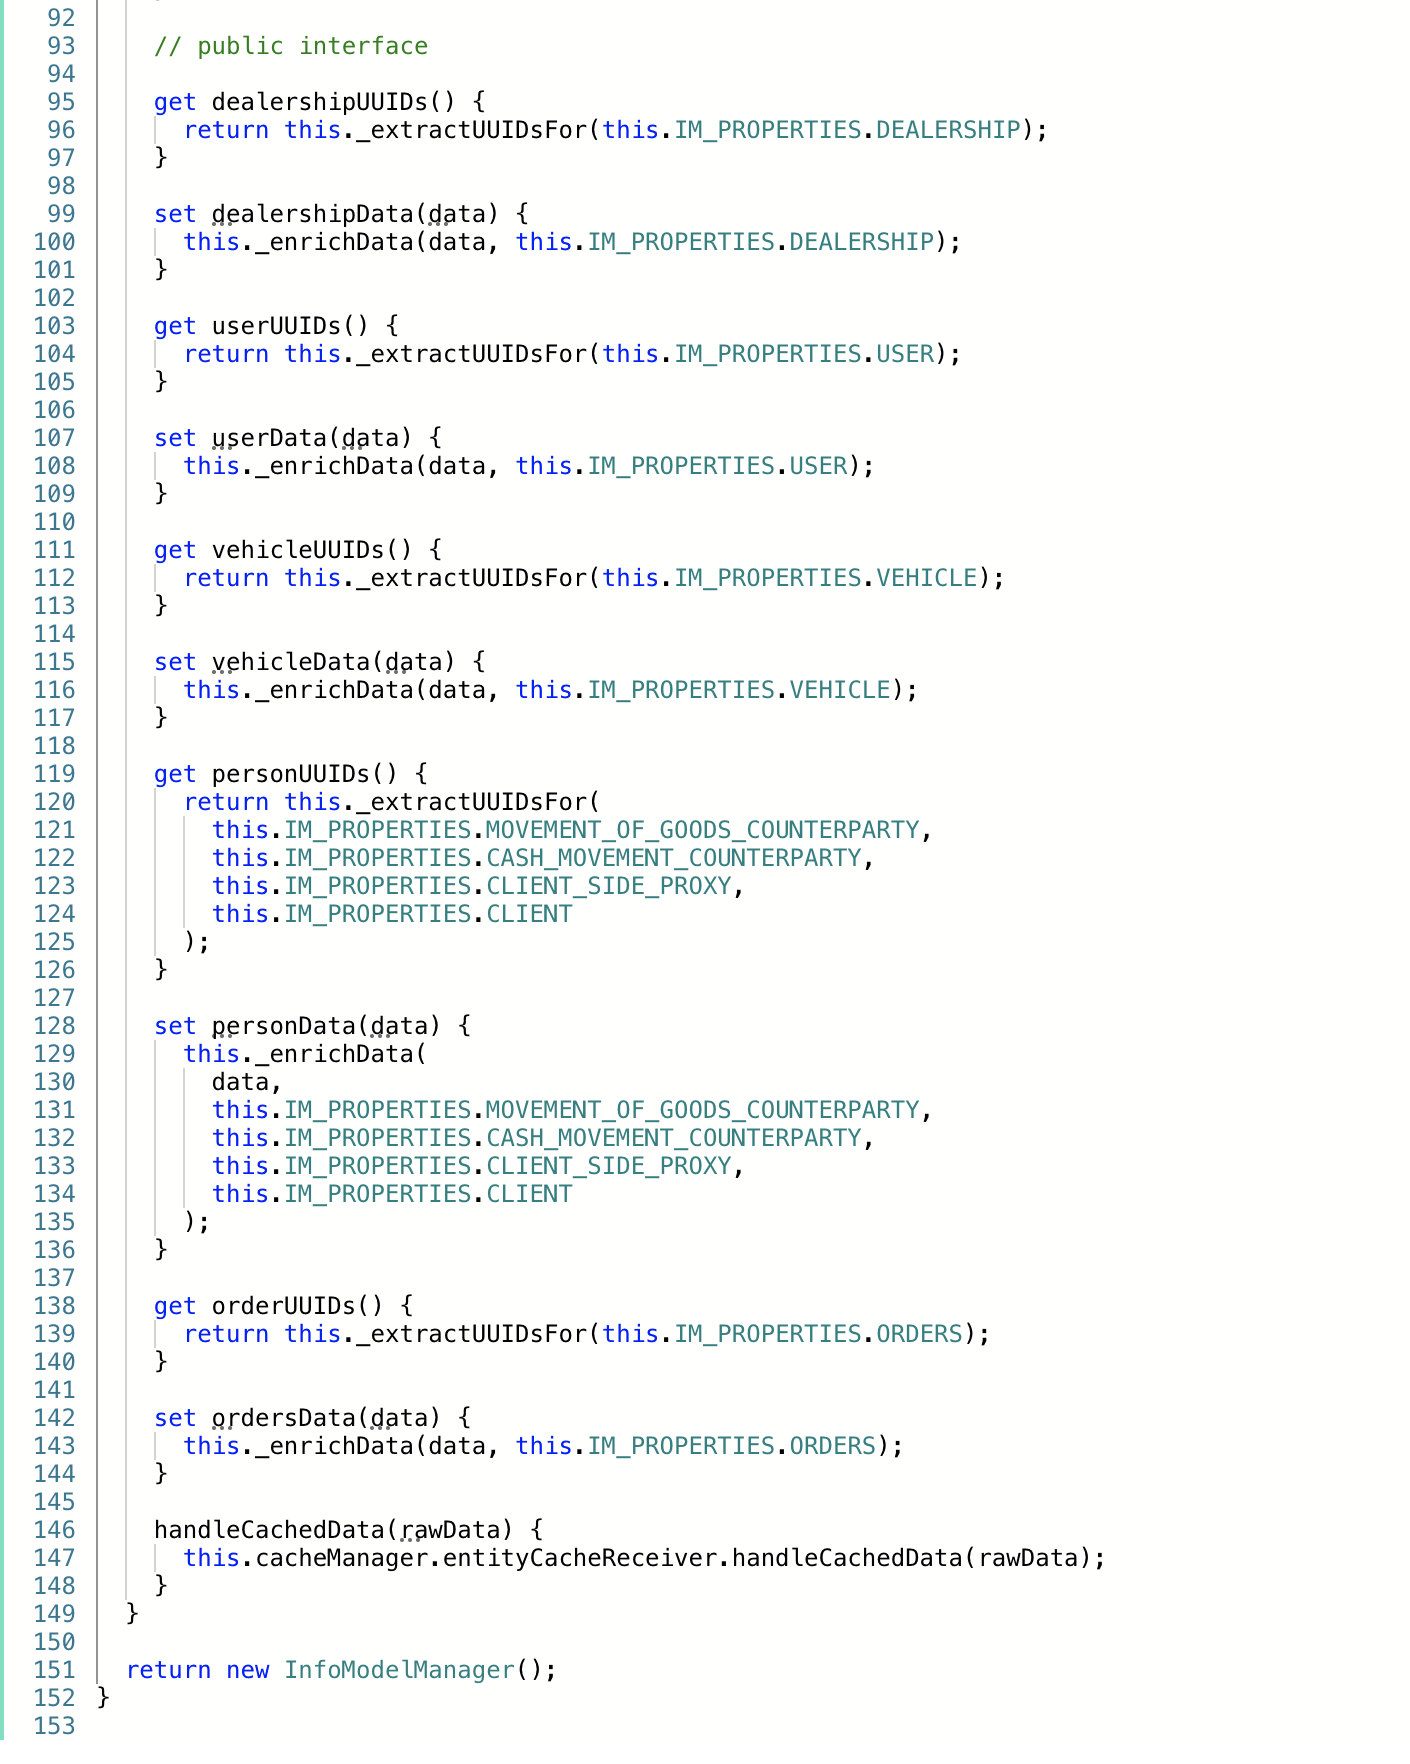 92
93 // public interface
94
95 get dealershipUUIDs() {
96 return this._extractUUIDsFor(this.IM_PROPERTIES.DEALERSHIP);
97 }
98
99 set dealershipData(data) {
100 this._enrichData(data, this.IM_PROPERTIES.DEALERSHIP);
101 }
102
103 get userUUIDs() {
104 return this._extractUUIDsFor(this.IM_PROPERTIES.USER);
105 }
106
107 set userData(data) {
108 this._enrichData(data, this.IM_PROPERTIES.USER);
109 }
110
111 get vehicleUUIDs() {
112 return this._extractUUIDsFor(this.IM_PROPERTIES.VEHICLE);
113 }
114
115 set vehicleData(data) {
116 this._enrichData(data, this.IM_PROPERTIES.VEHICLE);
117 }
118
119 get personUUIDs() {
120 return this._extractUUIDsFor(
121 this.IM_PROPERTIES.MOVEMENT_OF_GOODS_COUNTERPARTY,
122 this.IM_PROPERTIES.CASH_MOVEMENT_COUNTERPARTY,
123 this.IM_PROPERTIES.CLIENT_SIDE_PROXY,
124 this.IM_PROPERTIES.CLIENT
125 );
126 }
127
128 set personData(data) {
129 this._enrichData(
130 data,
131 this.IM_PROPERTIES.MOVEMENT_OF_GOODS_COUNTERPARTY,
132 this.IM_PROPERTIES.CASH_MOVEMENT_COUNTERPARTY,
133 this.IM_PROPERTIES.CLIENT_SIDE_PROXY,
134 this.IM_PROPERTIES.CLIENT
135 );
136 }
137
138 get orderUUIDs() {
139 return this._extractUUIDsFor(this.IM_PROPERTIES.ORDERS);
140 }
141
142 set ordersData(data) {
143 this._enrichData(data, this.IM_PROPERTIES.ORDERS);
144 }
145
146 handleCachedData(rawData) {
147 this.cacheManager.entityCacheReceiver.handleCachedData(rawData);
148 }
149 }
150
151 return new InfoModelManager();
152 }
153